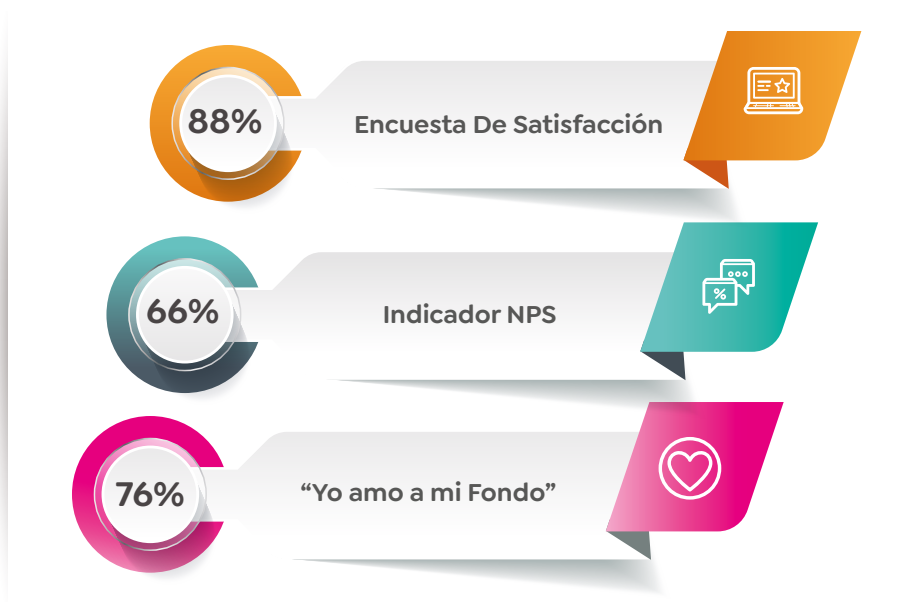 88%
Encuesta De Satisfacción
66%
Indicador NPS
%
76%
“Yo amo a mi Fondo”